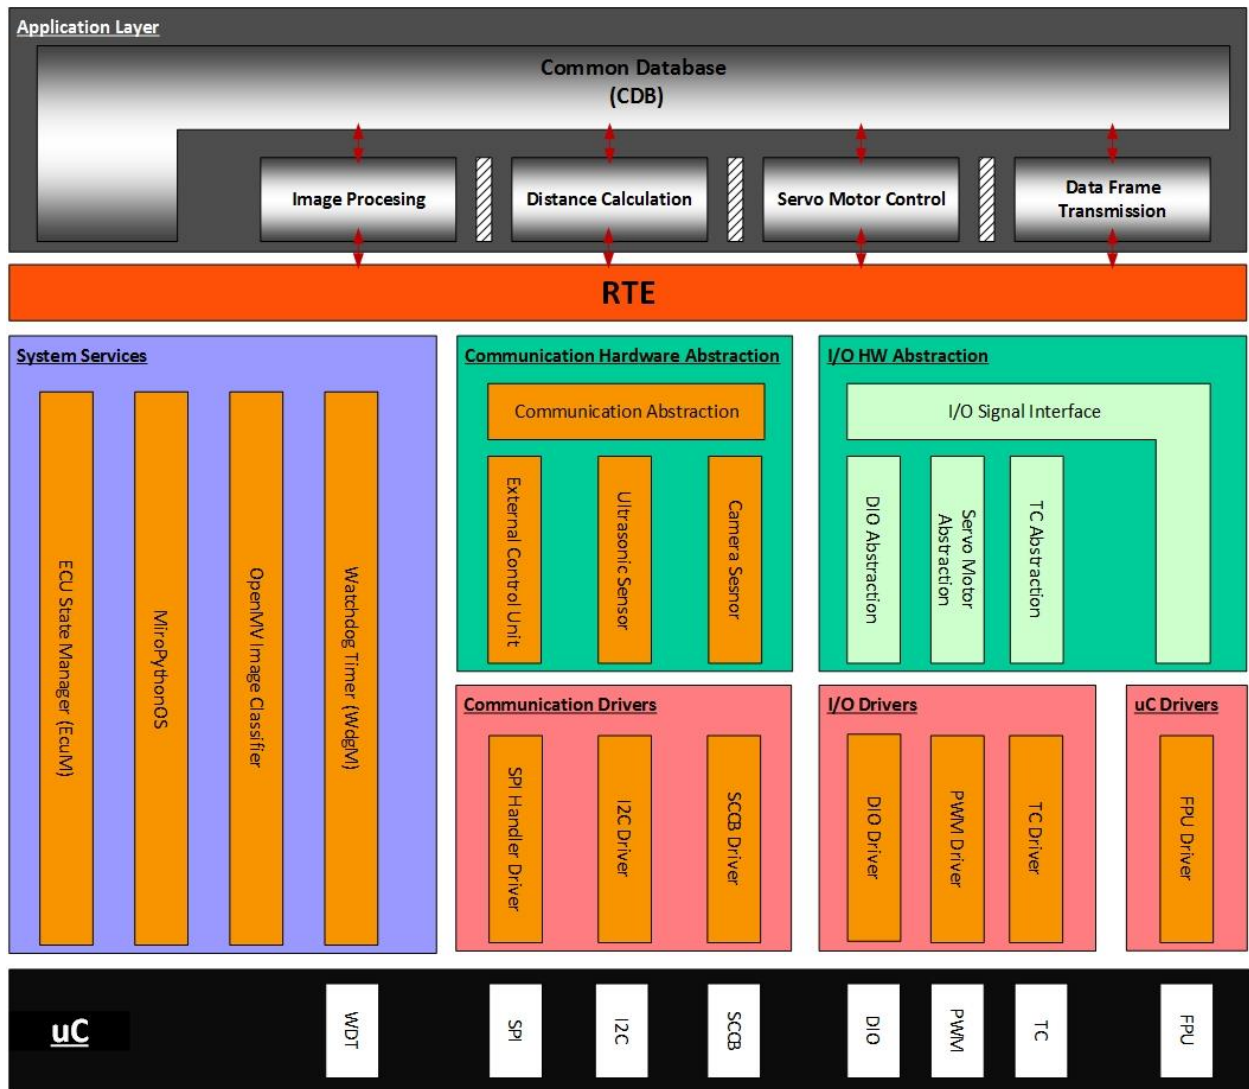 Application Layer
Common Database
(CDB)
Image Procesing
Distance Calculation
Servo Motor Control
Data Frame
Transmission
RTE
System Services
ECU State Manager (EcuM)
MiroPythonOS
OpenMV Image Classifier
Watchdog Timer (WdgM)
Communication Hardware Abstraction
Communication Abstraction
External Control Unit
Ultrasonic Sensor
Camera Sesnor
I/O HW Abstraction
I/O Signal Interface
DIO Abstraction
Servo Motor
Abstraction
TC Abstraction
Communication Drivers
SPI Handler Driver
I2C Driver
SCCB Driver
I/O Drivers
DIO Driver
PWM Driver
TC Driver
uC Drivers
FPU Driver
uC
WDT
SPI
I2C
SCCB
DIO
PWM
TC
FPU